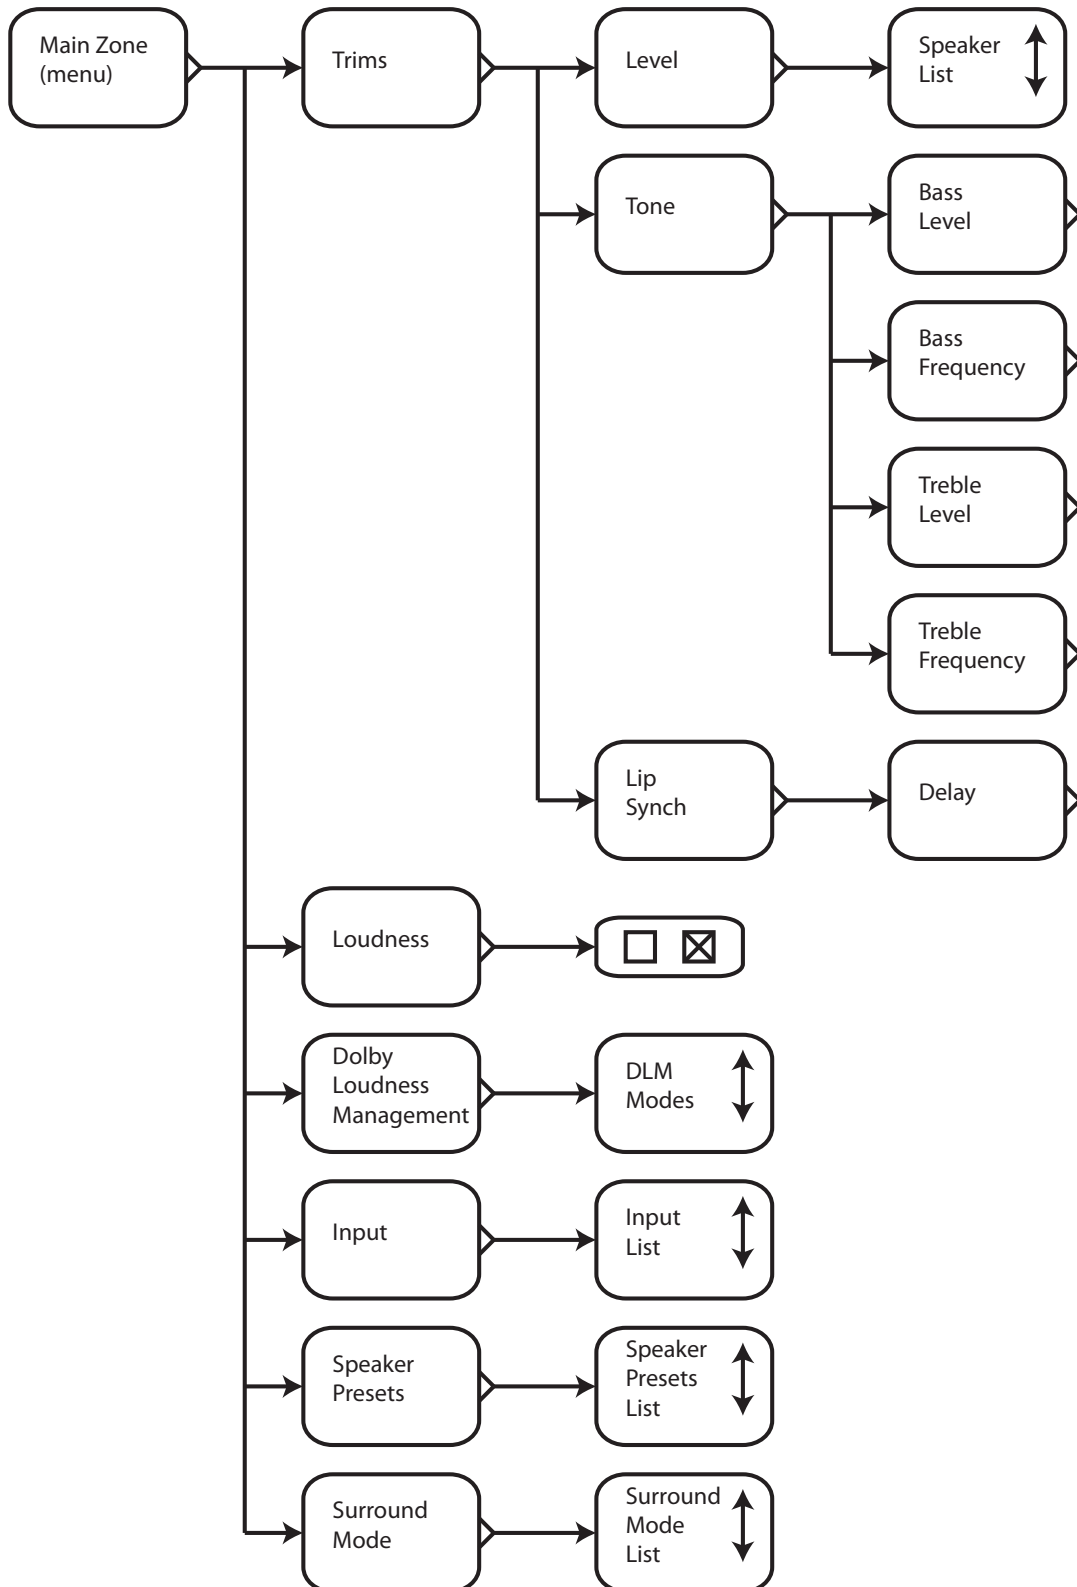 Main Zone
(menu)
Trims
Level
Speaker
List
Tone
Bass
Level
Bass
Frequency
Treble
Level
Treble
Frequency
Lip
Synch
Delay
Loudness
Dolby
Loudness
Management
DLM
Modes
Input
Input
List
Speaker
Presets
Speaker
Presets
List
Surround
Mode
Surround
Mode
List